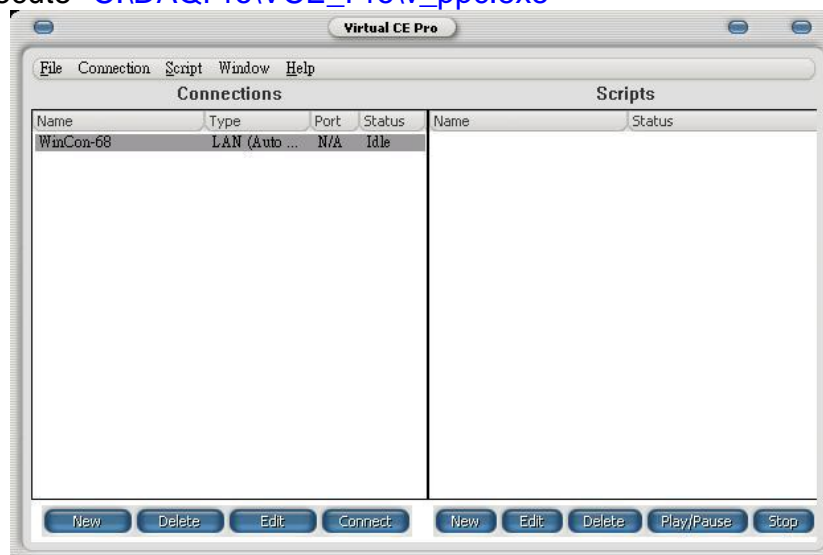 Virtual CE Pro
File Connection Script Window Help
Connections Scripts
Name Type Port Status Name Status
WinCon-68 LAN (Auto ... N/A Idle
New Delete Edit Connect New Edit Delete Play/Pause Stop